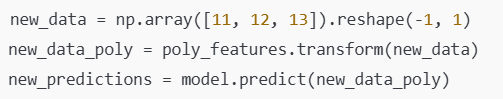 new_data = np.array([11, 12, 13]).reshape(-1, 1)
new_data_poly = poly_features.transform(new_data)
new_predictions = model.predict(new_data_poly)